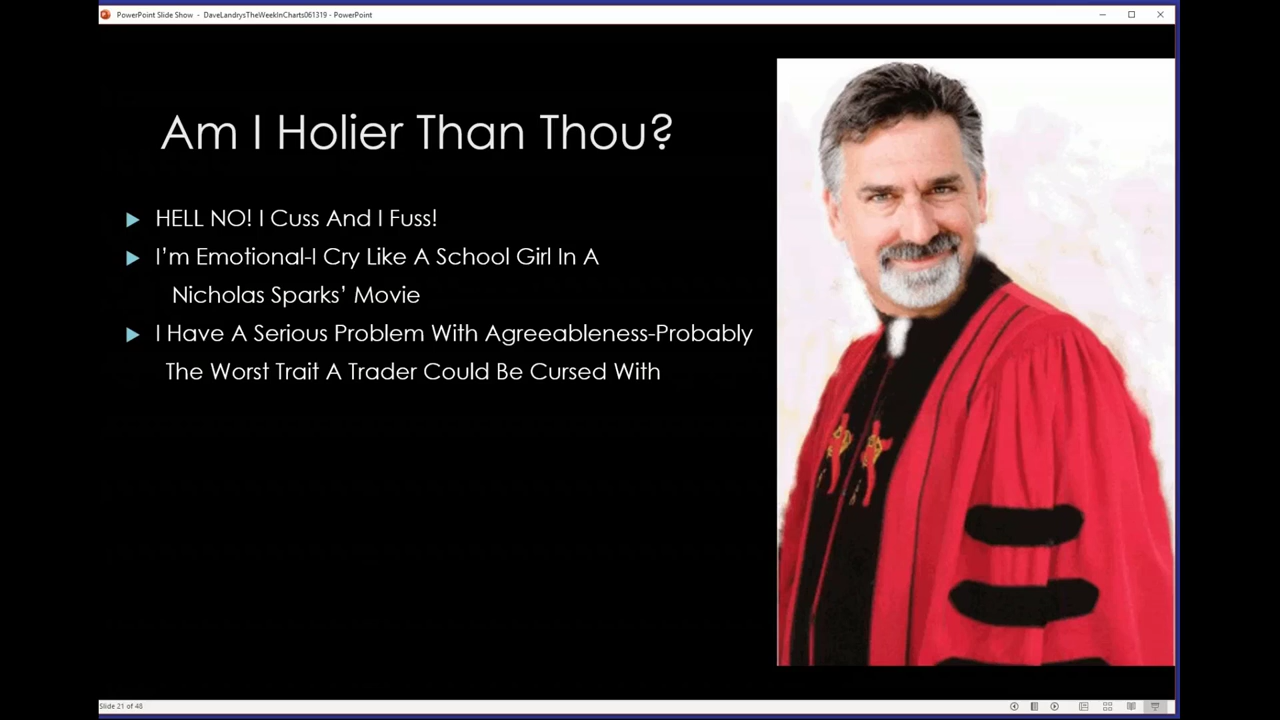 PowerPoint Slide Show - DaveLandrysTheWeekInCharts061319 - PowerPoint
Am I Holier Than Thou?
HELL NO! I Cuss And I Fuss!
I'm Emotional-I Cry Like A School Girl In A
Nicholas Sparks' Movie
I Have A Serious Problem With Agreeableness-Probably
The Worst Trait A Trader Could Be Cursed With
Slide 21 of 48